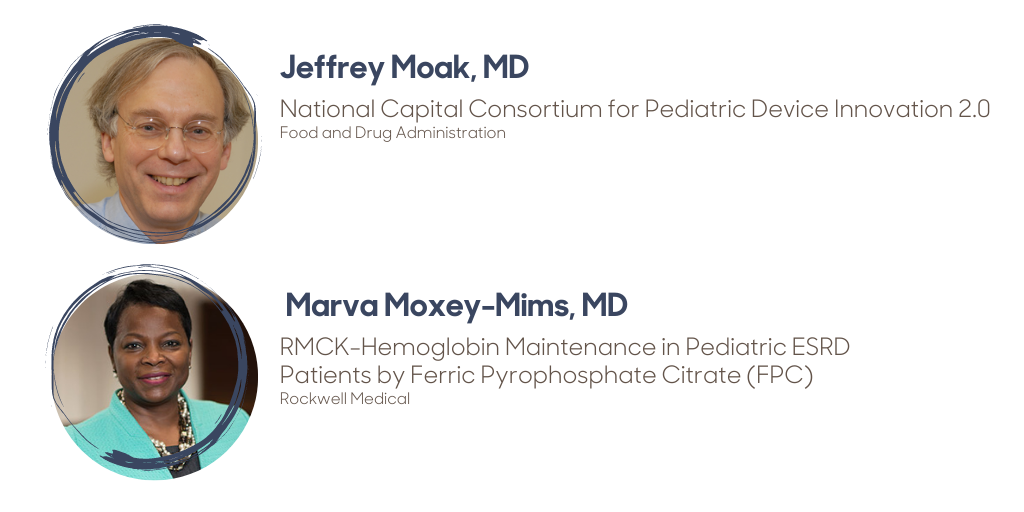 Jeffrey Moak, MD
National Capital Consortium for Pediatric Device Innovation 2.0
Food and Drug Administration
Marva Moxey-Mims, MD
RMCK-Hemoglobin Maintenance in Pediatric ESRD
Patients by Ferric Pyrophosphate Citrate (FPC)
Rockwell Medical